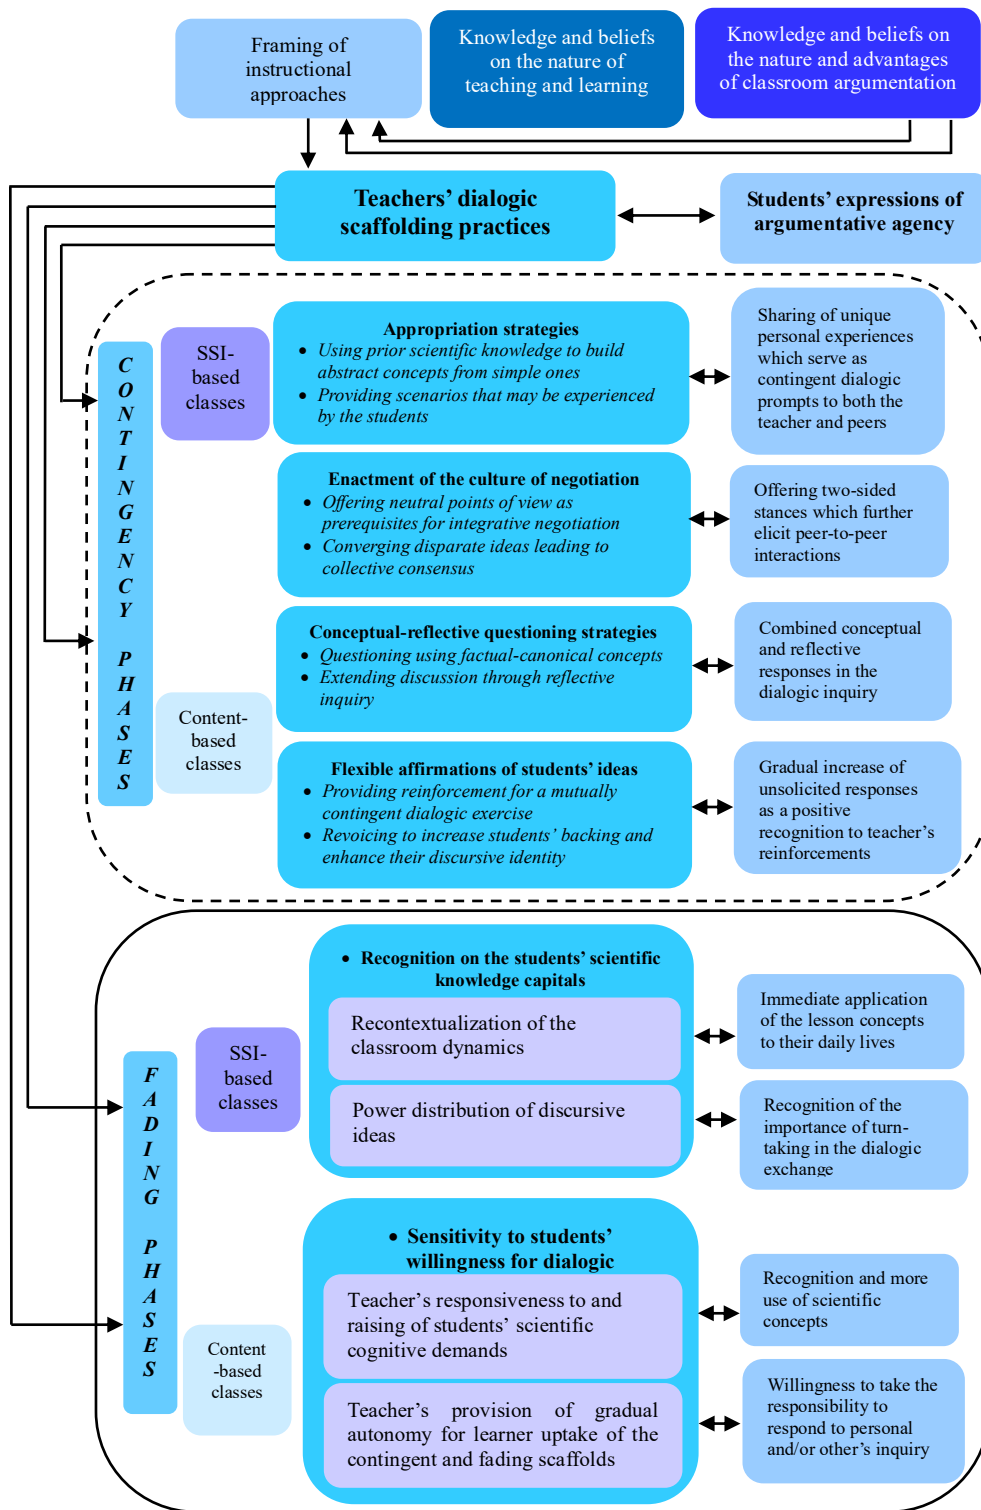 Framing of
instructional
approaches
Knowledge and beliefs
on the nature of
teaching and learning
Knowledge and beliefs on
the nature and advantages
of classroom argumentation
Teachers’ dialogic
scaffolding practices
Students’ expressions of
argumentative agency
CONTINGENCY PHASES
SSI-
based
classes
Appropriation strategies
• Using prior scientific knowledge to build
abstract concepts from simple ones
• Providing scenarios that may be experienced
by the students
Sharing of unique
personal experiences
which serve as
contingent dialogic
prompts to both the
teacher and peers
Enactment of the culture of negotiation
• Offering neutral points of view as
prerequisites for integrative negotiation
• Converging disparate ideas leading to
collective consensus
Offering two-sided
stances which further
elicit peer-to-peer
interactions
Content-
based
classes
Conceptual-reflective questioning strategies
• Questioning using factual-canonical concepts
• Extending discussion through reflective
inquiry
Combined conceptual
and reflective
responses in the
dialogic inquiry
Flexible affirmations of students’ ideas
• Providing reinforcement for a mutually
contingent dialogic exercise
• Revoicing to increase students’ backing and
enhance their discursive identity
Gradual increase of
unsolicited responses
as a positive
recognition to teacher’s
reinforcements
FADING PHASES
SSI-
based
classes
• Recognition on the students’ scientific
knowledge capitals
Recontextualization of the
classroom dynamics
Immediate application
of the lesson concepts
to their daily lives
Power distribution of discursive
ideas
Recognition of the
importance of turn-
taking in the dialogic
exchange
Content
-based
classes
• Sensitivity to students’
willingness for dialogic
Teacher’s responsiveness to and
raising of students’ scientific
cognitive demands
Recognition and more
use of scientific
concepts
Teacher’s provision of gradual
autonomy for learner uptake of the
contingent and fading scaffolds
Willingness to take the
responsibility to
respond to personal
and/or other’s inquiry